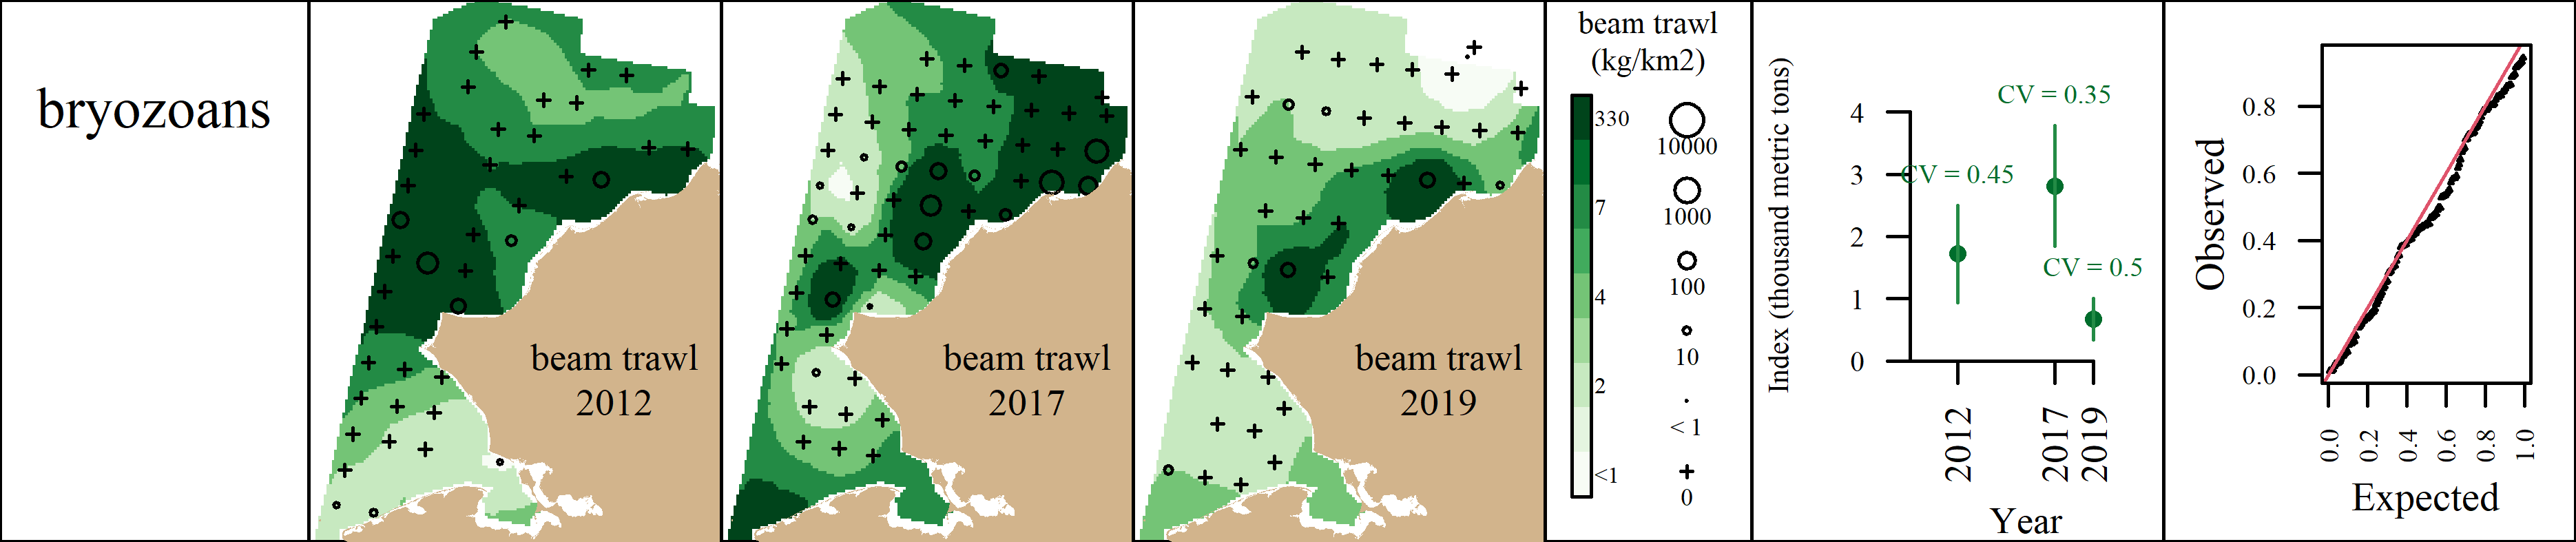 bryozoans
beam trawl
2012
beam trawl
2017
beam trawl
2019
beam trawl
(kg/km2)
330
7
4
2
<1
10000
1000
100
10
< 1
0
Index (thousand metric tons)
4
3
2
1
0
CV = 0.45
CV = 0.35
CV = 0.5
2012
2017
2019
Year
Observed
0.8
0.6
0.4
0.2
0.0
0.0
0.2
0.4
0.6
0.8
1.0
Expected